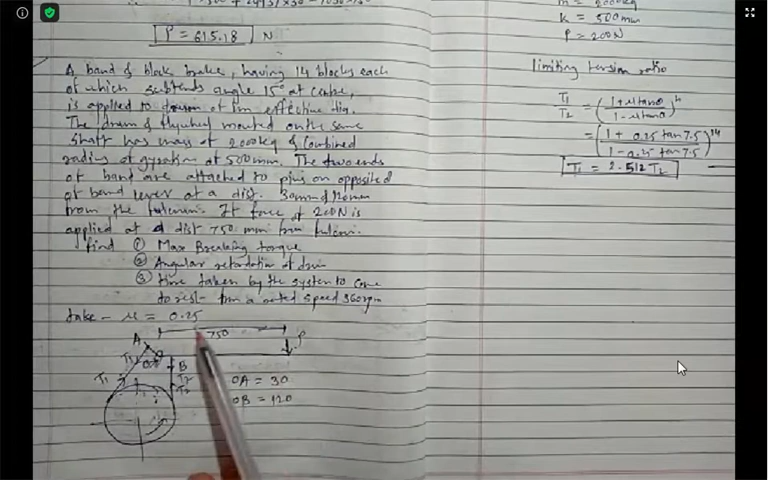 P = 615.18 N
A band & block brake, having 14 blocks each
of which subtends angle 15° at centre,
is applied to drum of 1m effective dia.
The drum & flywheel mounted on the same
shaft has mass of 2000kg & combined
radius of gyration of 500mm. The two ends
of band are attached to pins on opposite
of band lever at a dist. 30mm & 120mm
from the fulcrum. If force of 200N is
applied at a dist 750 mm from fulcrum.
find ① Max Breaking torque
② Angular retardation of drum
③ time taken by the system to come
to rest from a rated speed 360rpm
take - μ = 0.25
750
P
A
B
T1
T1
T2
T2
OA = 30
OB = 120
m = 2000kg
K = 500mm
P = 200N
limiting tension ratio
T1/T2 = (1+μtanθ / 1-μtanθ)^n
= (1 + 0.25 tan 7.5 / 1 - 0.25 tan 7.5)^14
T1 = 2.512 T2